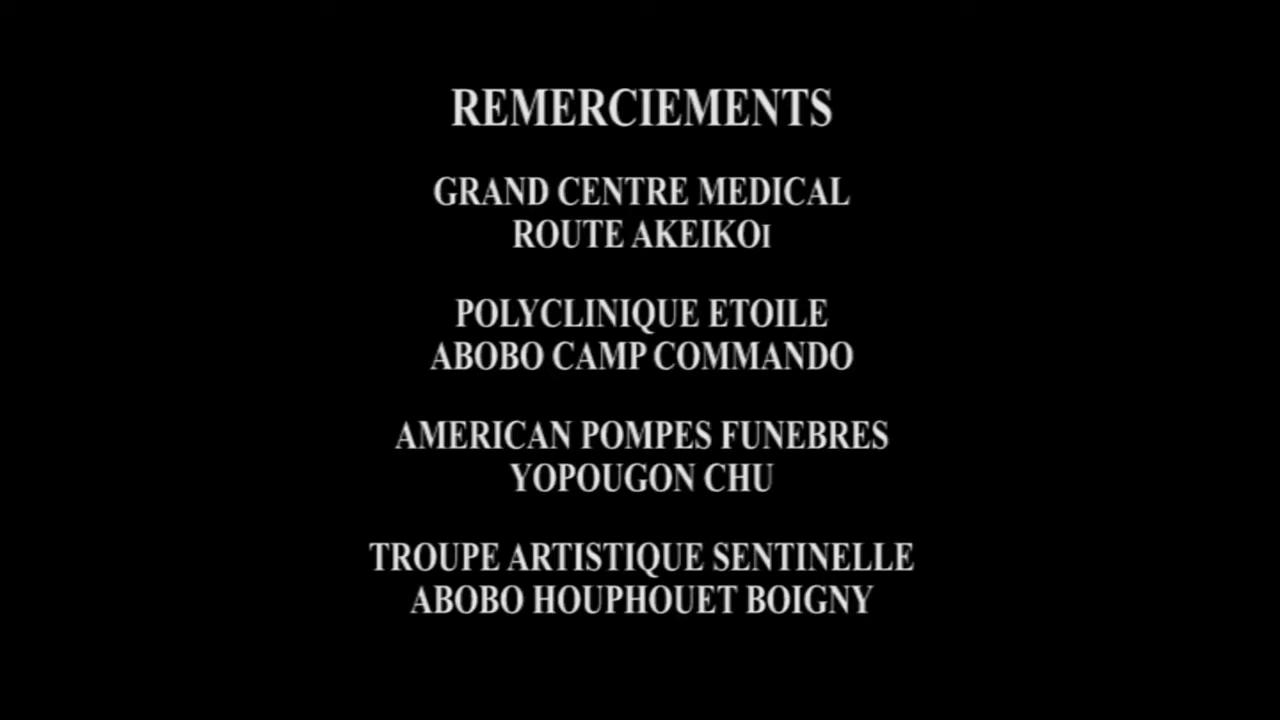 REMERCIEMENTS
GRAND CENTRE MEDICAL
ROUTE AKEIKOI
POLYCLINIQUE ETOILE
ABOBO CAMP COMMANDO
AMERICAN POMPES FUNEBRES
YOPOUGON CHU
TROUPE ARTISTIQUE SENTINELLE
ABOBO HOUPHOUET BOIGNY